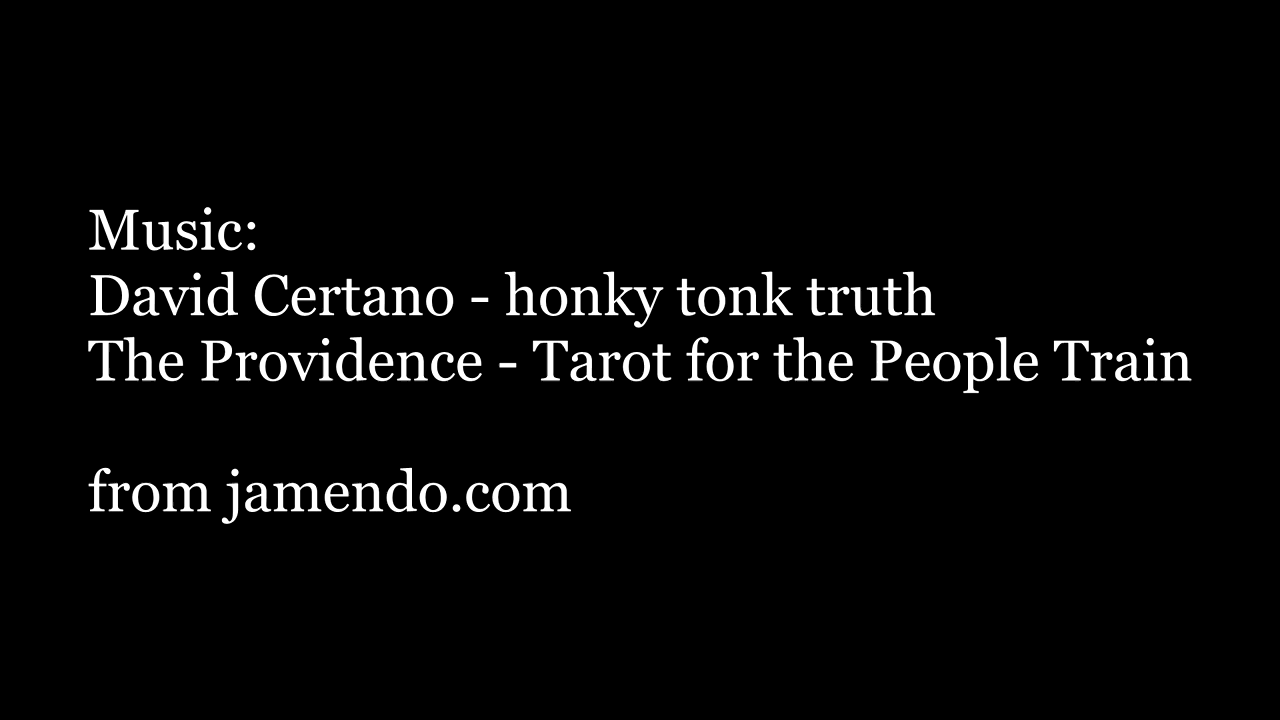 Music:
David Certano - honky tonk truth
The Providence - Tarot for the People Train
from jamendo.com